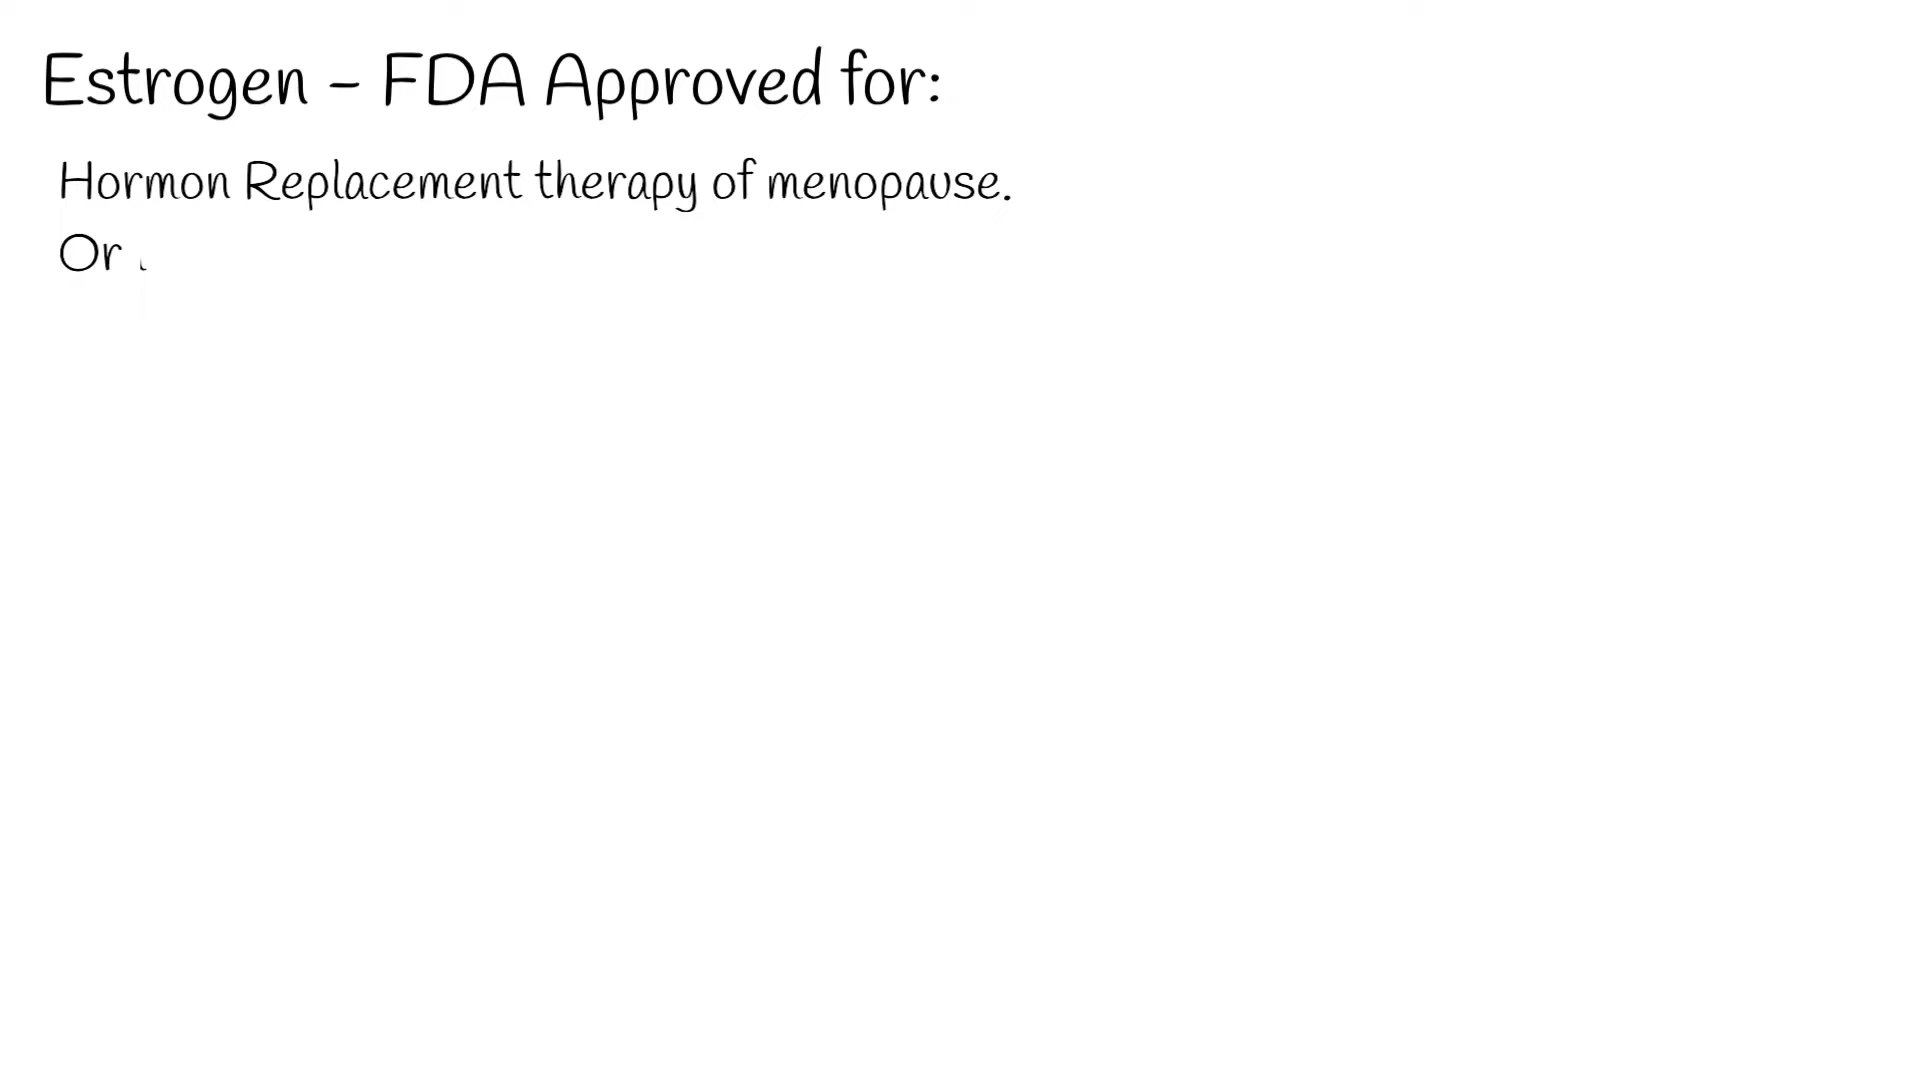 Estrogen - FDA Approved for:
Hormon Replacement therapy of menopause.
Or